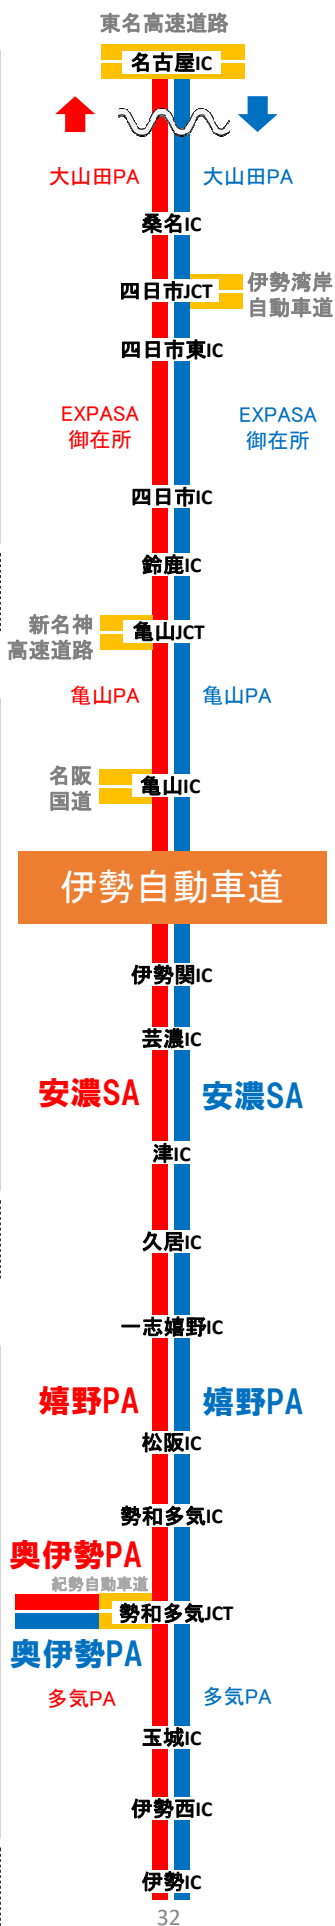 東名高速道路
名古屋IC
大山田PA 大山田PA
桑名IC
四日市JCT 伊勢湾岸
自動車道
四日市東IC
EXPASA EXPASA
御在所 御在所
四日市IC
鈴鹿IC
新名神
高速道路
亀山JCT
亀山PA 亀山PA
名阪
国道
亀山IC
伊勢自動車道
伊勢関IC
芸濃IC
安濃SA 安濃SA
津IC
久居IC
一志嬉野IC
嬉野PA 嬉野PA
松阪IC
勢和多気IC
奥伊勢PA
紀勢自動車道
勢和多気JCT
奥伊勢PA
多気PA 多気PA
玉城IC
伊勢西IC
伊勢IC
32